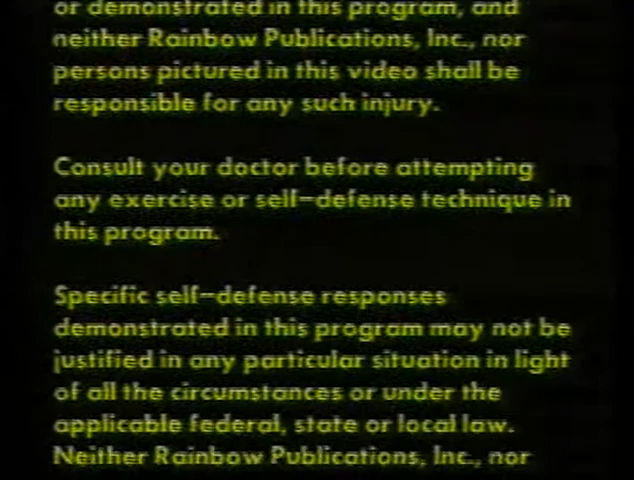 or demonstrated in this program, and
neither Rainbow Publications, Inc., nor
persons pictured in this video shall be
responsible for any such injury.
Consult your doctor before attempting
any exercise or self-defense technique in
this program.
Specific self-defense responses
demonstrated in this program may not be
justified in any particular situation in light
of all the circumstances or under the
applicable federal, state or local law.
Neither Rainbow Publications, Inc., nor